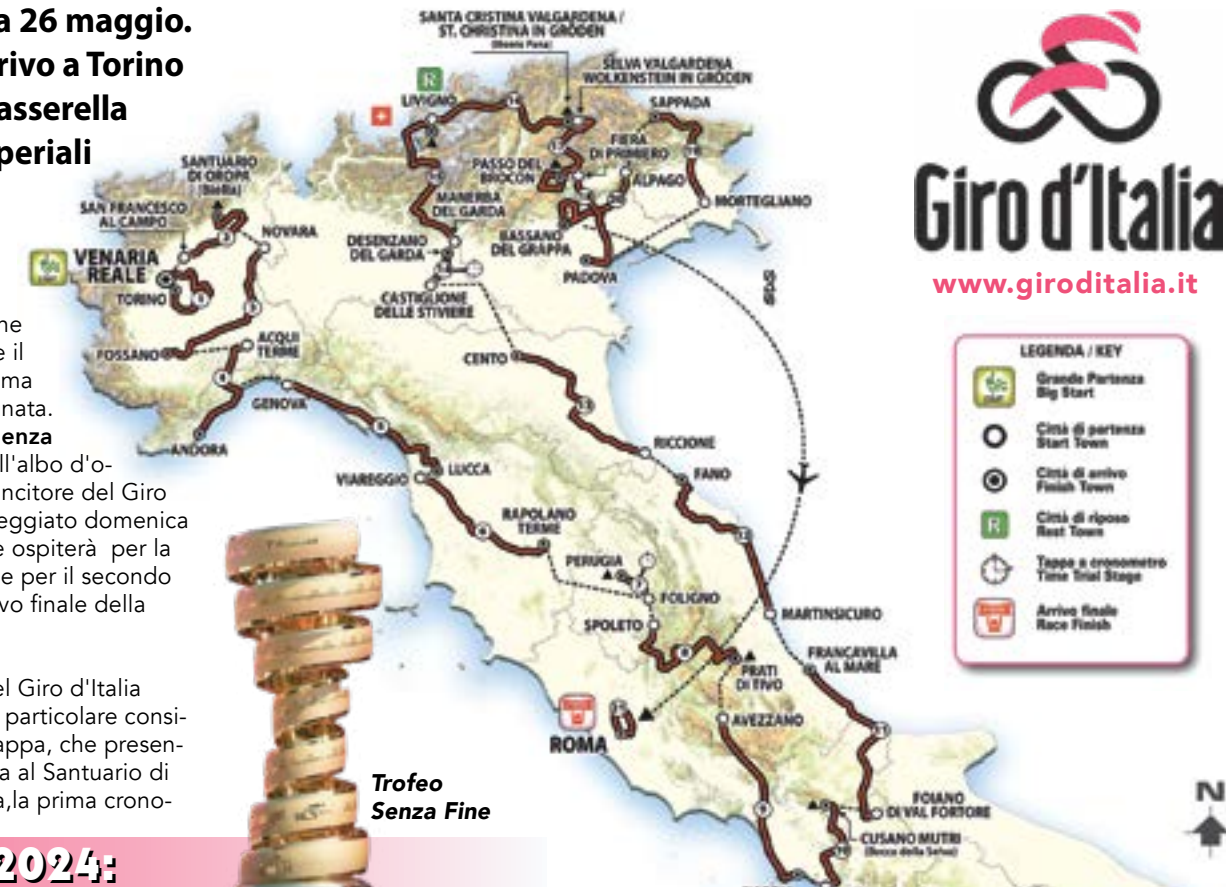 a 26 maggio.
rivo a Torino
asserella
periali
ne
e il
ma
nata.
enza
ll'albo d'o-
ncitore del Giro
eggiato domenica
e ospiterà per la
e per il secondo
vo finale della
el Giro d'Italia
particolare consi-
appa, che presen-
a al Santuario di
a,la prima crono-
2024:
Trofeo
Senza Fine
SANTA CRISTINA VALGARDENA /
ST. CHRISTINA IN GRÖDEN
(Monte Pana)
SELVA VALGARDENA
WOLKENSTEIN IN GRÖDEN
R
LIVIGNO
SAPPADA
FIERA
DI PRIMIERO
PASSO DEL
BROCON
ALPAGO
MORTEGLIANO
SANTUARIO
DI OROPA
(Biella)
SAN FRANCESCO
AL CAMPO
NOVARA
MANERBA
DEL GARDA
DESENZANO
DEL GARDA
BASSANO
DEL GRAPPA
PADOVA
VENARIA
REALE
TORINO
CASTIGLIONE
DELLE STIVIERE
FOSSANO
ACQUI
TERME
CENTO
GENOVA
ANDORA
RICCIONE
VIAREGGIO
LUCCA
FANO
RAPOLANO
TERME
PERUGIA
FOLIGNO
SPOLETO
MARTINSICURO
PRATI
DI TIVO
FRANCAVILLA
AL MARE
ROMA
AVEZZANO
FOIANO
DI VAL FORTORE
CUSANO MUTRI
(Bocca della Selva)
Giro d'Italia
www.giroditalia.it
LEGENDA / KEY
Grande Partenza
Big Start
Città di partenza
Start Town
Città di arrivo
Finish Town
R
Città di riposo
Rest Town
Tappa a cronometro
Time Trial Stage
Arrivo finale
Race Finish
N